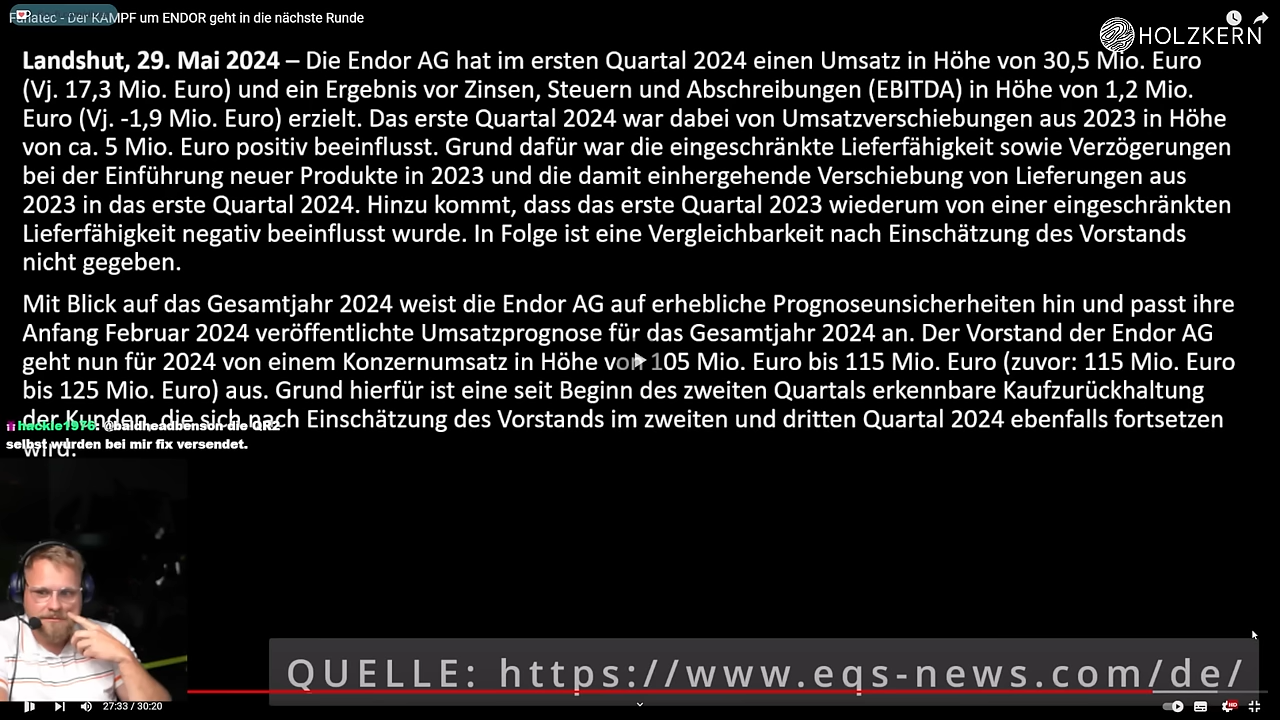 Fanatec - Der KAMPF um ENDOR geht in die nächste Runde
HOLZKERN
Landshut, 29. Mai 2024 – Die Endor AG hat im ersten Quartal 2024 einen Umsatz in Höhe von 30,5 Mio. Euro
(Vj. 17,3 Mio. Euro) und ein Ergebnis vor Zinsen, Steuern und Abschreibungen (EBITDA) in Höhe von 1,2 Mio.
Euro (Vj. -1,9 Mio. Euro) erzielt. Das erste Quartal 2024 war dabei von Umsatzverschiebungen aus 2023 in Höhe
von ca. 5 Mio. Euro positiv beeinflusst. Grund dafür war die eingeschränkte Lieferfähigkeit sowie Verzögerungen
bei der Einführung neuer Produkte in 2023 und die damit einhergehende Verschiebung von Lieferungen aus
2023 in das erste Quartal 2024. Hinzu kommt, dass das erste Quartal 2023 wiederum von einer eingeschränkten
Lieferfähigkeit negativ beeinflusst wurde. In Folge ist eine Vergleichbarkeit nach Einschätzung des Vorstands
nicht gegeben.
Mit Blick auf das Gesamtjahr 2024 weist die Endor AG auf erhebliche Prognoseunsicherheiten hin und passt ihre
Anfang Februar 2024 veröffentlichte Umsatzprognose für das Gesamtjahr 2024 an. Der Vorstand der Endor AG
geht nun für 2024 von einem Konzernumsatz in Höhe von 105 Mio. Euro bis 115 Mio. Euro (zuvor: 115 Mio. Euro
bis 125 Mio. Euro) aus. Grund hierfür ist eine seit Beginn des zweiten Quartals erkennbare Kaufzurückhaltung
der Kunden, die sich nach Einschätzung des Vorstands im zweiten und dritten Quartal 2024 ebenfalls fortsetzen
wird.
hackle1976: @baldheadbenson die QR2
selbst wurden bei mir fix versendet.
QUELLE: https://www.eqs-news.com/de/
27:33 / 30:20
HD